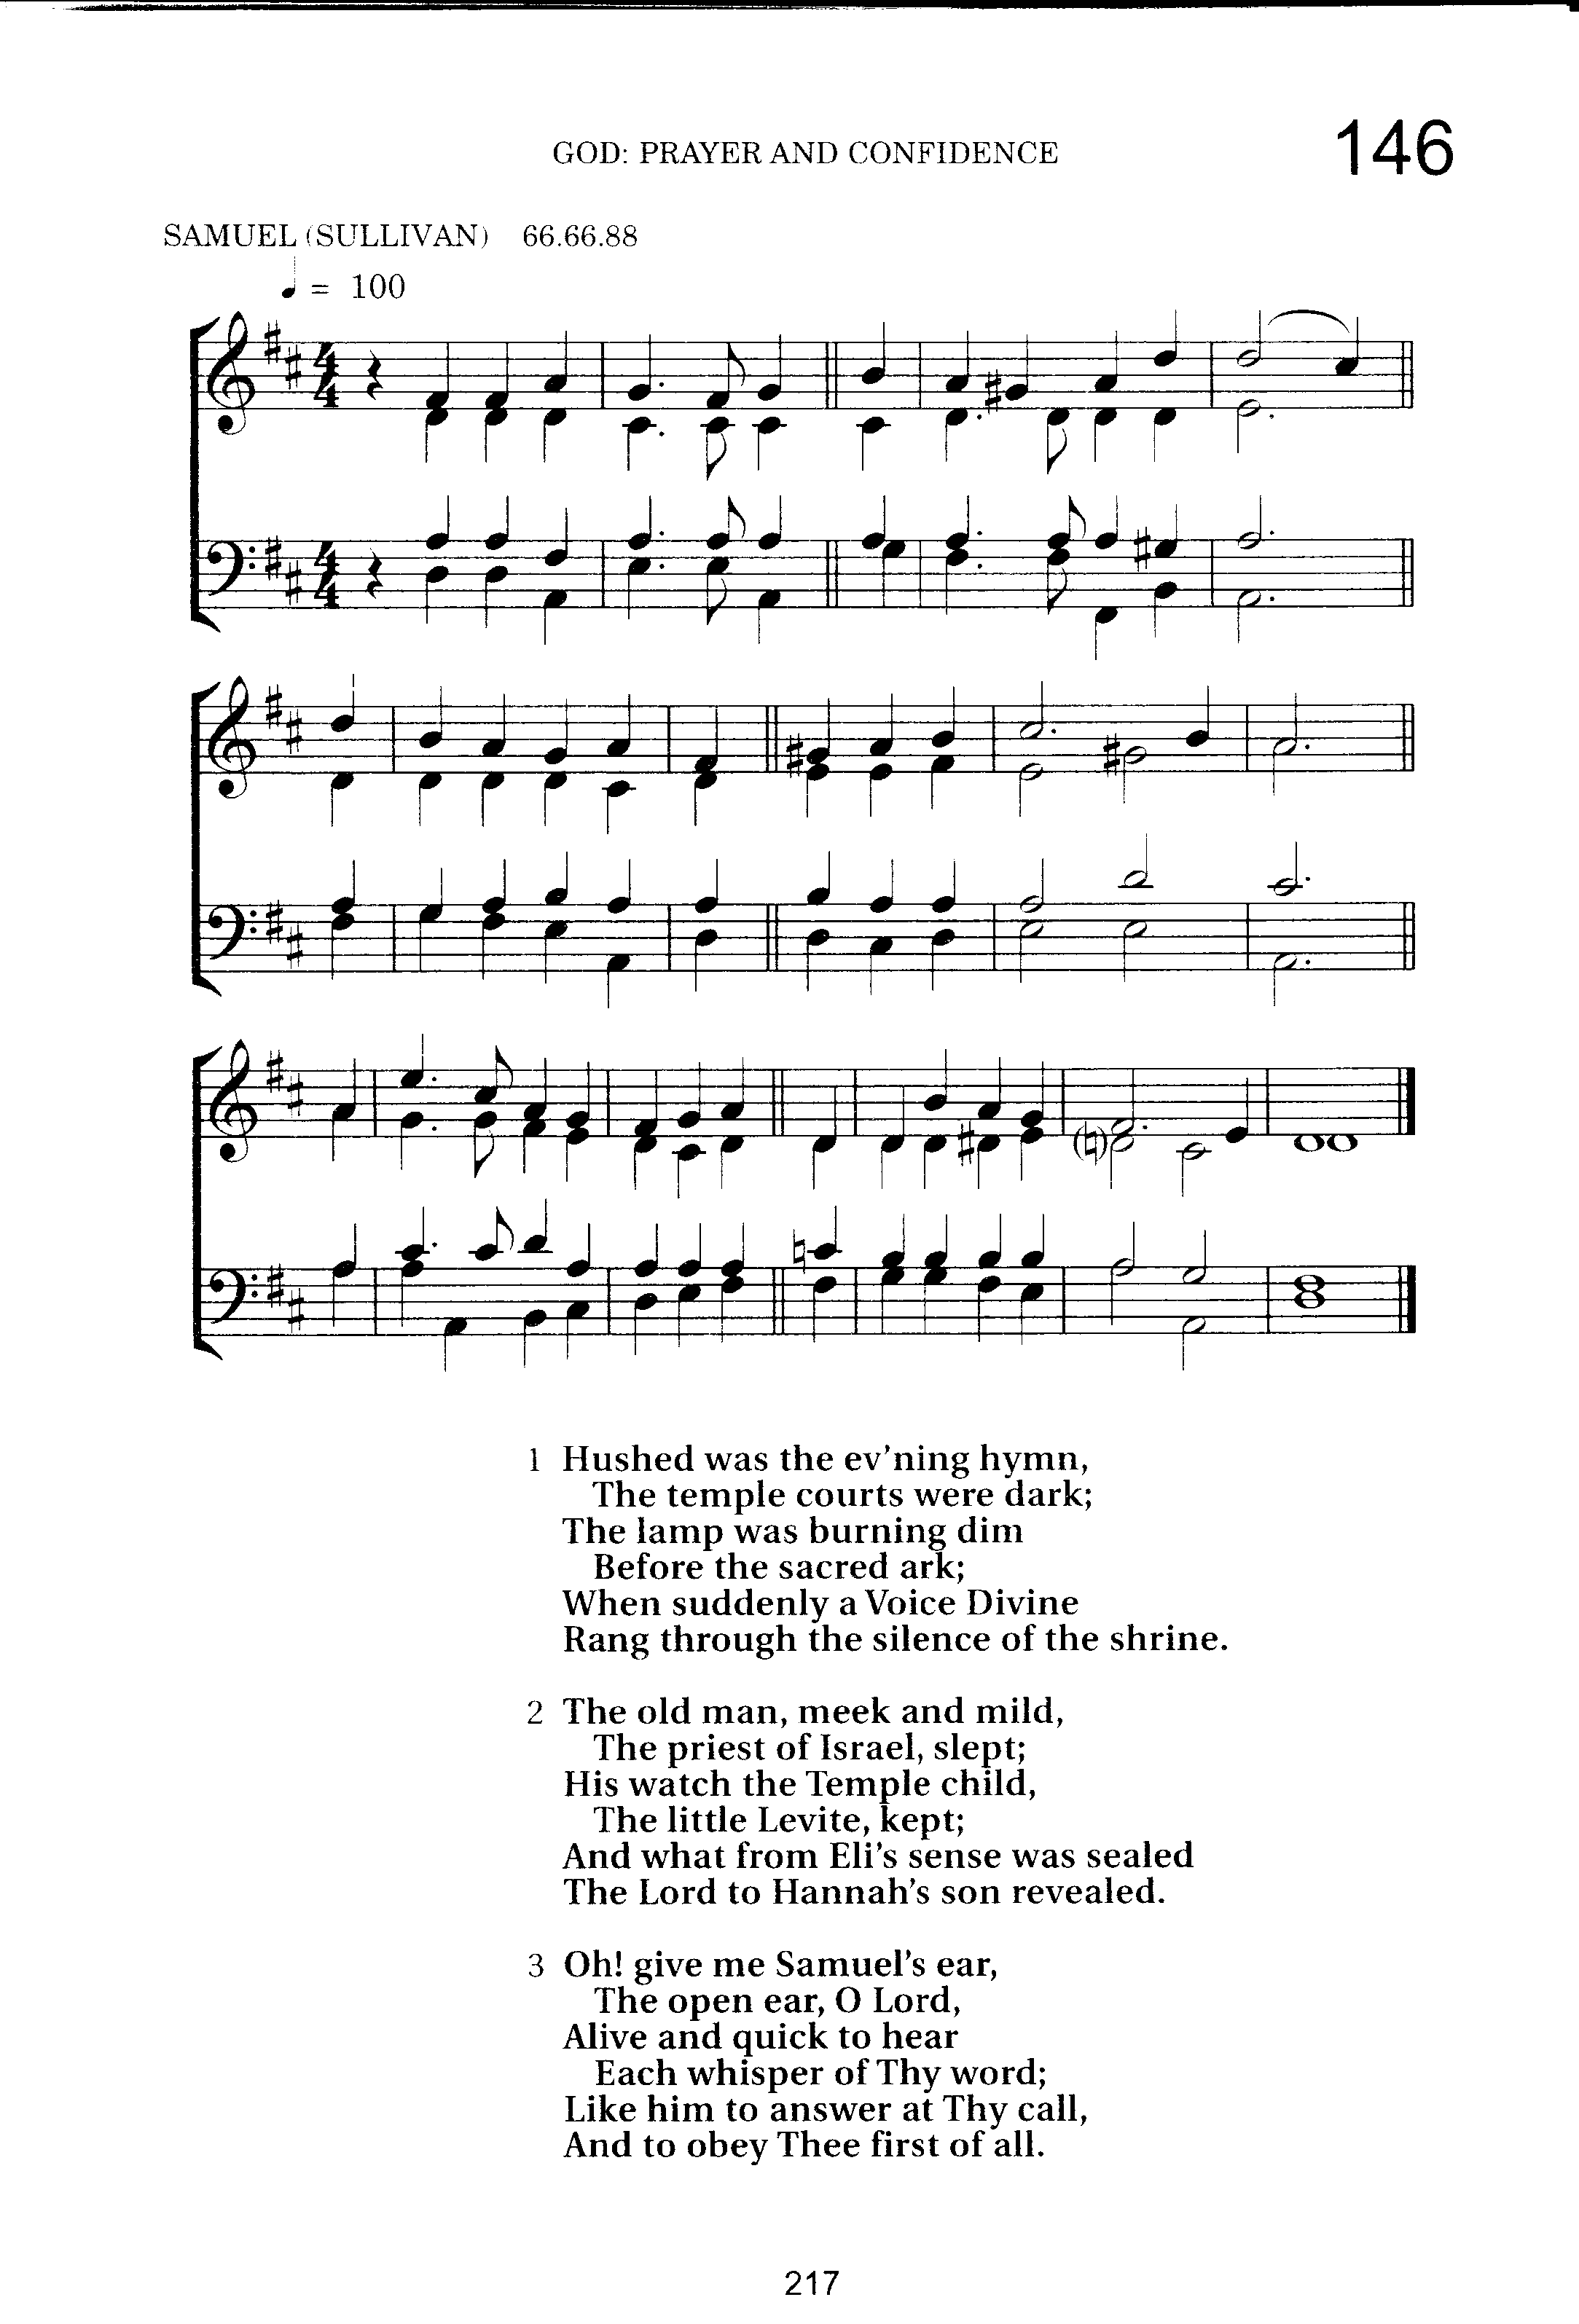 GOD: PRAYER AND CONFIDENCE
146
SAMUEL (SULLIVAN) 66.66.88
♩ = 100
1 Hushed was the ev’ning hymn,
The temple courts were dark;
The lamp was burning dim
Before the sacred ark;
When suddenly a Voice Divine
Rang through the silence of the shrine.
2 The old man, meek and mild,
The priest of Israel, slept;
His watch the Temple child,
The little Levite, kept;
And what from Eli’s sense was sealed
The Lord to Hannah’s son revealed.
3 Oh! give me Samuel’s ear,
The open ear, O Lord,
Alive and quick to hear
Each whisper of Thy word;
Like him to answer at Thy call,
And to obey Thee first of all.
217